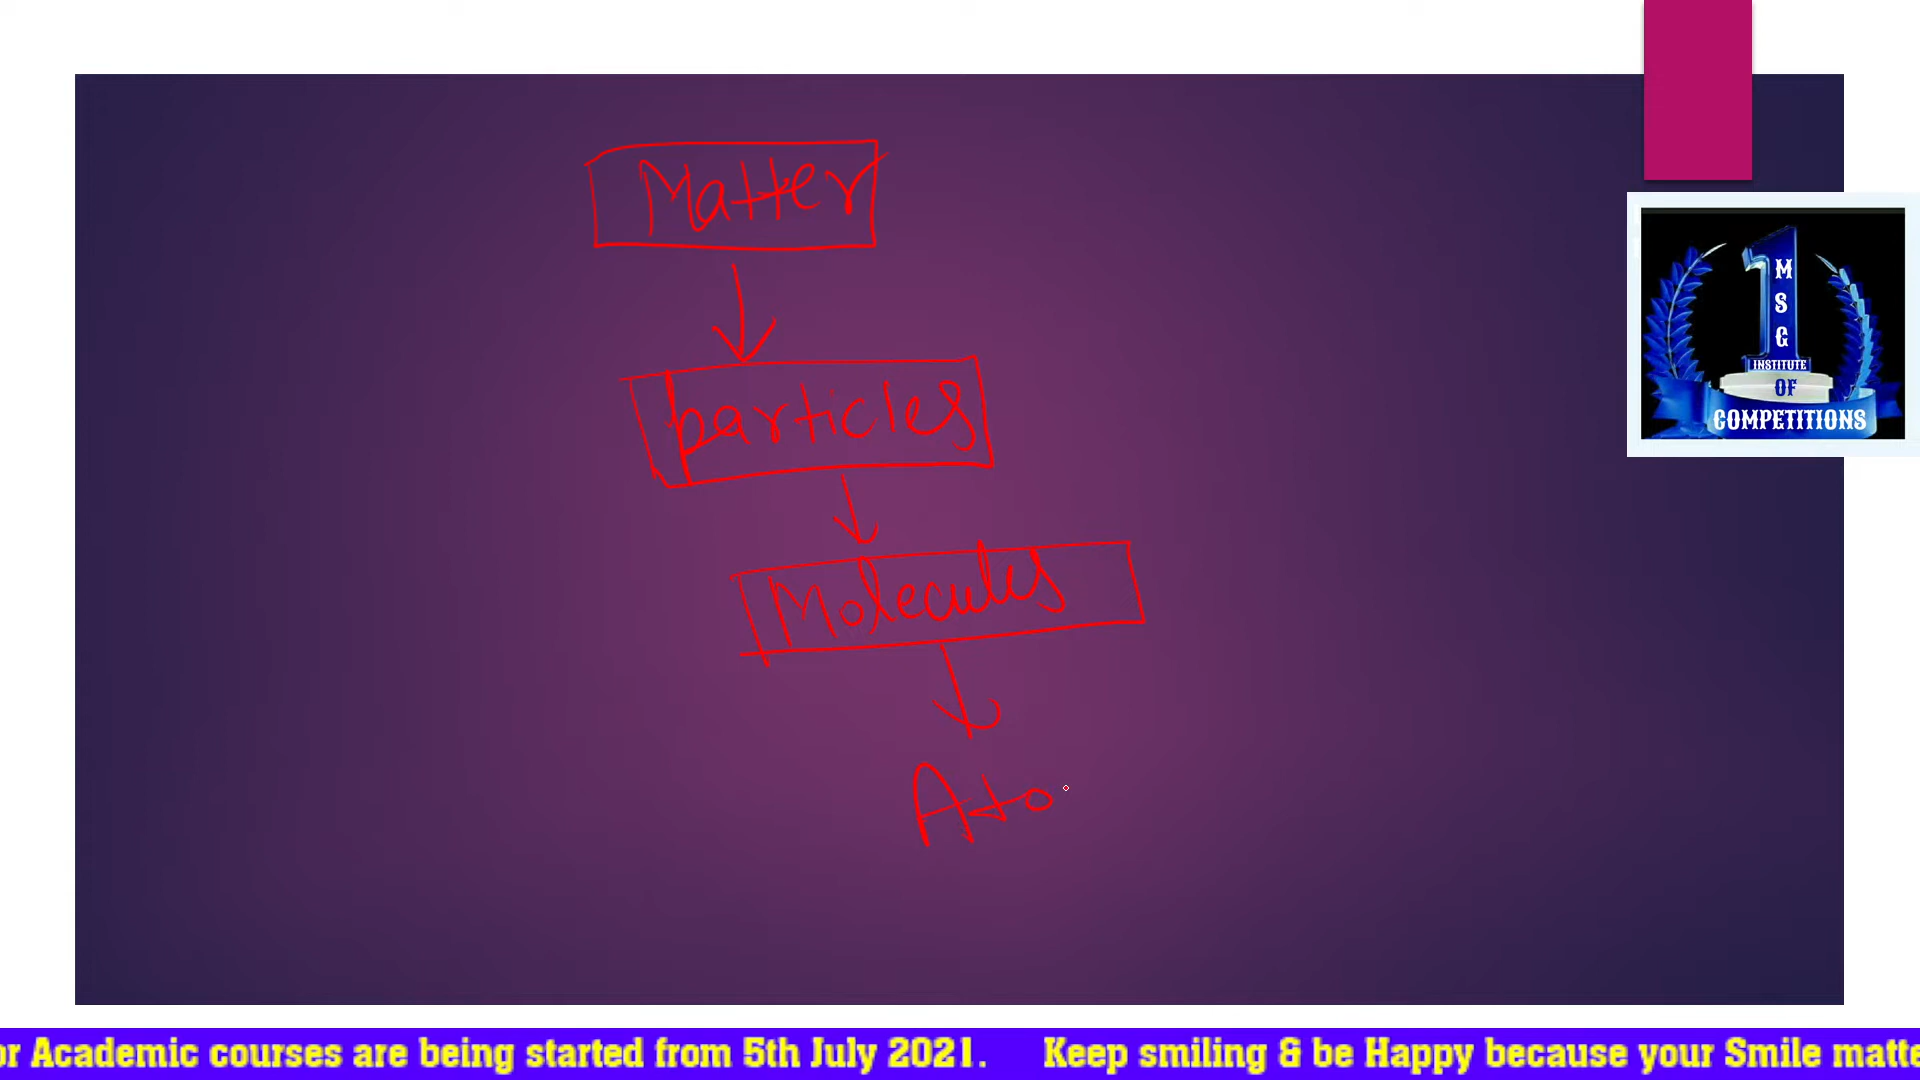 Matter
particles
Molecules
Ato
M
S
G
INSTITUTE
OF
COMPETITIONS
or Academic courses are being started from 5th July 2021. Keep smiling & be Happy because your Smile matte